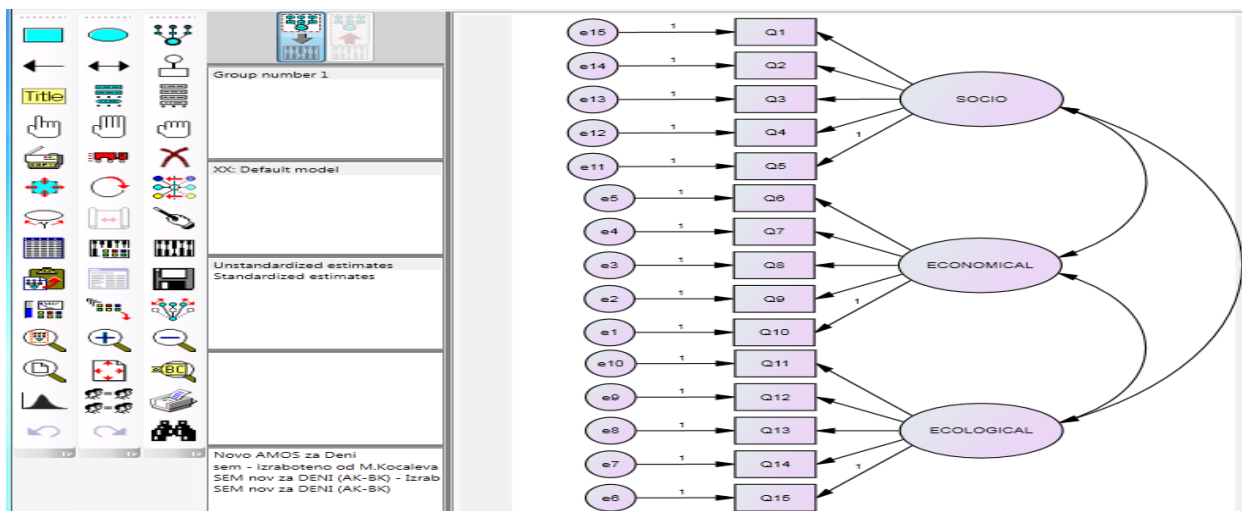 Title
Group number 1
XX: Default model
Unstandardized estimates
Standardized estimates
Novo AMOS za Deni
sem - izraboteno od M.Kocaleva
SEM nov za DENI (AK-BK) - Izrab
SEM nov za DENI (AK-BK)
e15 1 Q1
e14 1 Q2
e13 1 Q3
SOCIO
e12 1 Q4
1
e11 1 Q5
e5 1 Q6
e4 1 Q7
e3 1 Q8
ECONOMICAL
e2 1 Q9
1
e1 1 Q10
e10 1 Q11
e9 1 Q12
e8 1 Q13
ECOLOGICAL
e7 1 Q14
1
e6 1 Q15